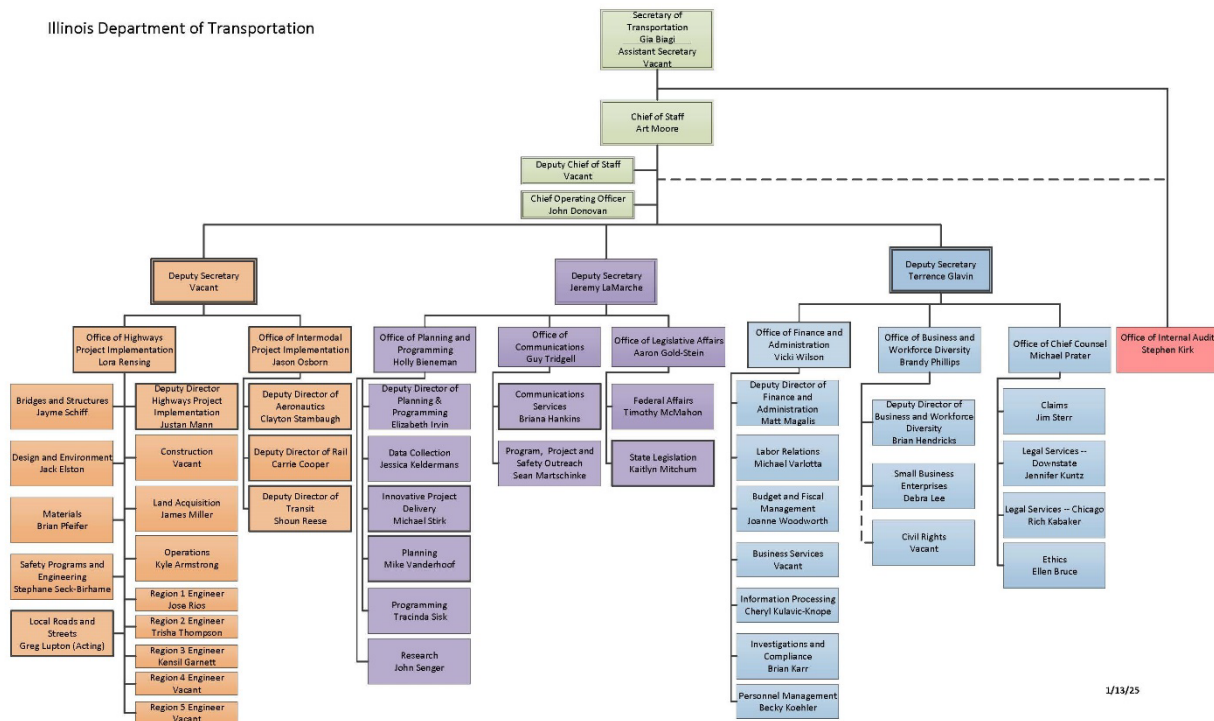 Illinois Department of Transportation
Secretary of
Transportation
Gia Biagi
Assistant Secretary
Vacant
Chief of Staff
Art Moore
Deputy Chief of Staff
Vacant
Chief Operating Officer
John Donovan
Deputy Secretary
Vacant
Deputy Secretary
Jeremy LaMarche
Deputy Secretary
Terrence Glavin
Office of Highways
Project Implementation
Lora Rensing
Office of Intermodal
Project Implementation
Jason Osborn
Office of Planning and
Programming
Holly Bieneman
Office of
Communications
Guy Tridgell
Office of Legislative Affairs
Aaron Gold-Stein
Office of Finance and
Administration
Vicki Wilson
Office of Business and
Workforce Diversity
Brandy Phillips
Office of Chief Counsel
Michael Prater
Office of Internal Audit
Stephen Kirk
Bridges and Structures
Jayme Schiff
Design and Environment
Jack Elston
Materials
Brian Pfeifer
Safety Programs and
Engineering
Stephane Seck-Birhame
Local Roads and
Streets
Greg Lupton (Acting)
Deputy Director
Highways Project
Implementation
Justan Mann
Construction
Vacant
Land Acquisition
James Miller
Operations
Kyle Armstrong
Region 1 Engineer
Jose Rios
Region 2 Engineer
Trisha Thompson
Region 3 Engineer
Kensil Garnett
Region 4 Engineer
Vacant
Region 5 Engineer
Vacant
Deputy Director of
Aeronautics
Clayton Stambaugh
Deputy Director of Rail
Carrie Cooper
Deputy Director of
Transit
Shoun Reese
Deputy Director of
Planning &
Programming
Elizabeth Irvin
Data Collection
Jessica Keldermans
Innovative Project
Delivery
Michael Stirk
Planning
Mike Vanderhoof
Programming
Tracinda Sisk
Research
John Senger
Communications
Services
Briana Hankins
Program, Project and
Safety Outreach
Sean Martschinke
Federal Affairs
Timothy McMahon
State Legislation
Kaitlyn Mitchum
Deputy Director of
Finance and
Administration
Matt Magalis
Labor Relations
Michael Varlotta
Budget and Fiscal
Management
Joanne Woodworth
Business Services
Vacant
Information Processing
Cheryl Kulavic-Knope
Investigations and
Compliance
Brian Karr
Personnel Management
Becky Koehler
Deputy Director of
Business and Workforce
Diversity
Brian Hendricks
Small Business
Enterprises
Debra Lee
Civil Rights
Vacant
Claims
Jim Sterr
Legal Services --
Downstate
Jennifer Kuntz
Legal Services -- Chicago
Rich Kabaker
Ethics
Ellen Bruce
1/13/25